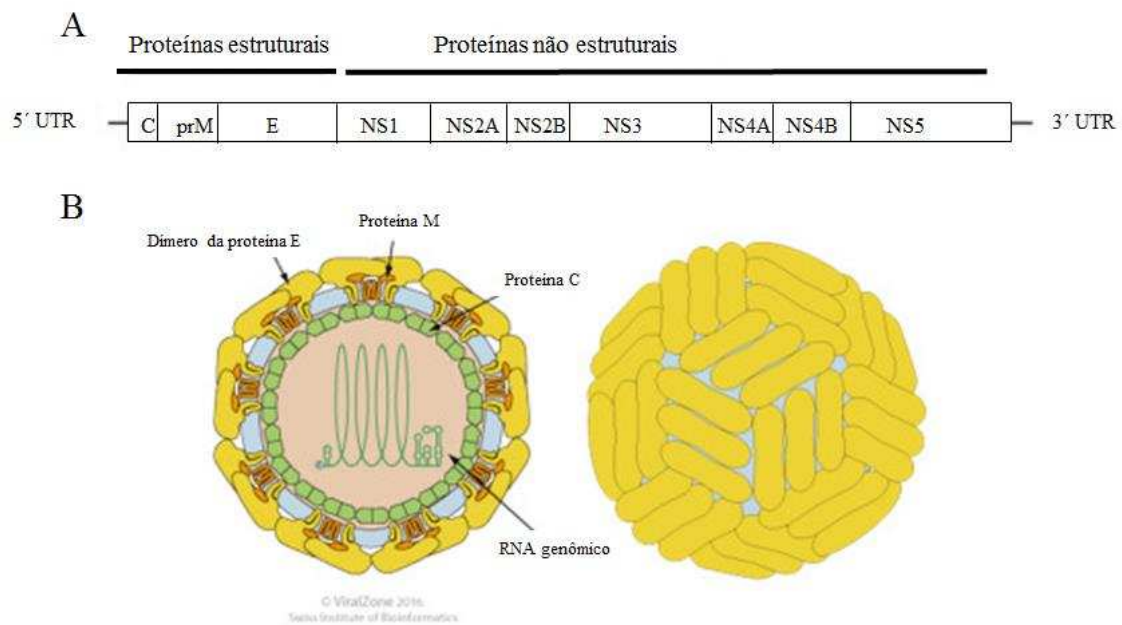 A
Proteínas estruturais Proteínas não estruturais
5´ UTR C prM E NS1 NS2A NS2B NS3 NS4A NS4B NS5 3´ UTR
B
Proteína M
Dímero da proteína E
Proteína C
RNA genômico
© ViralZone 2016
Swiss Institute of Bioinformatics